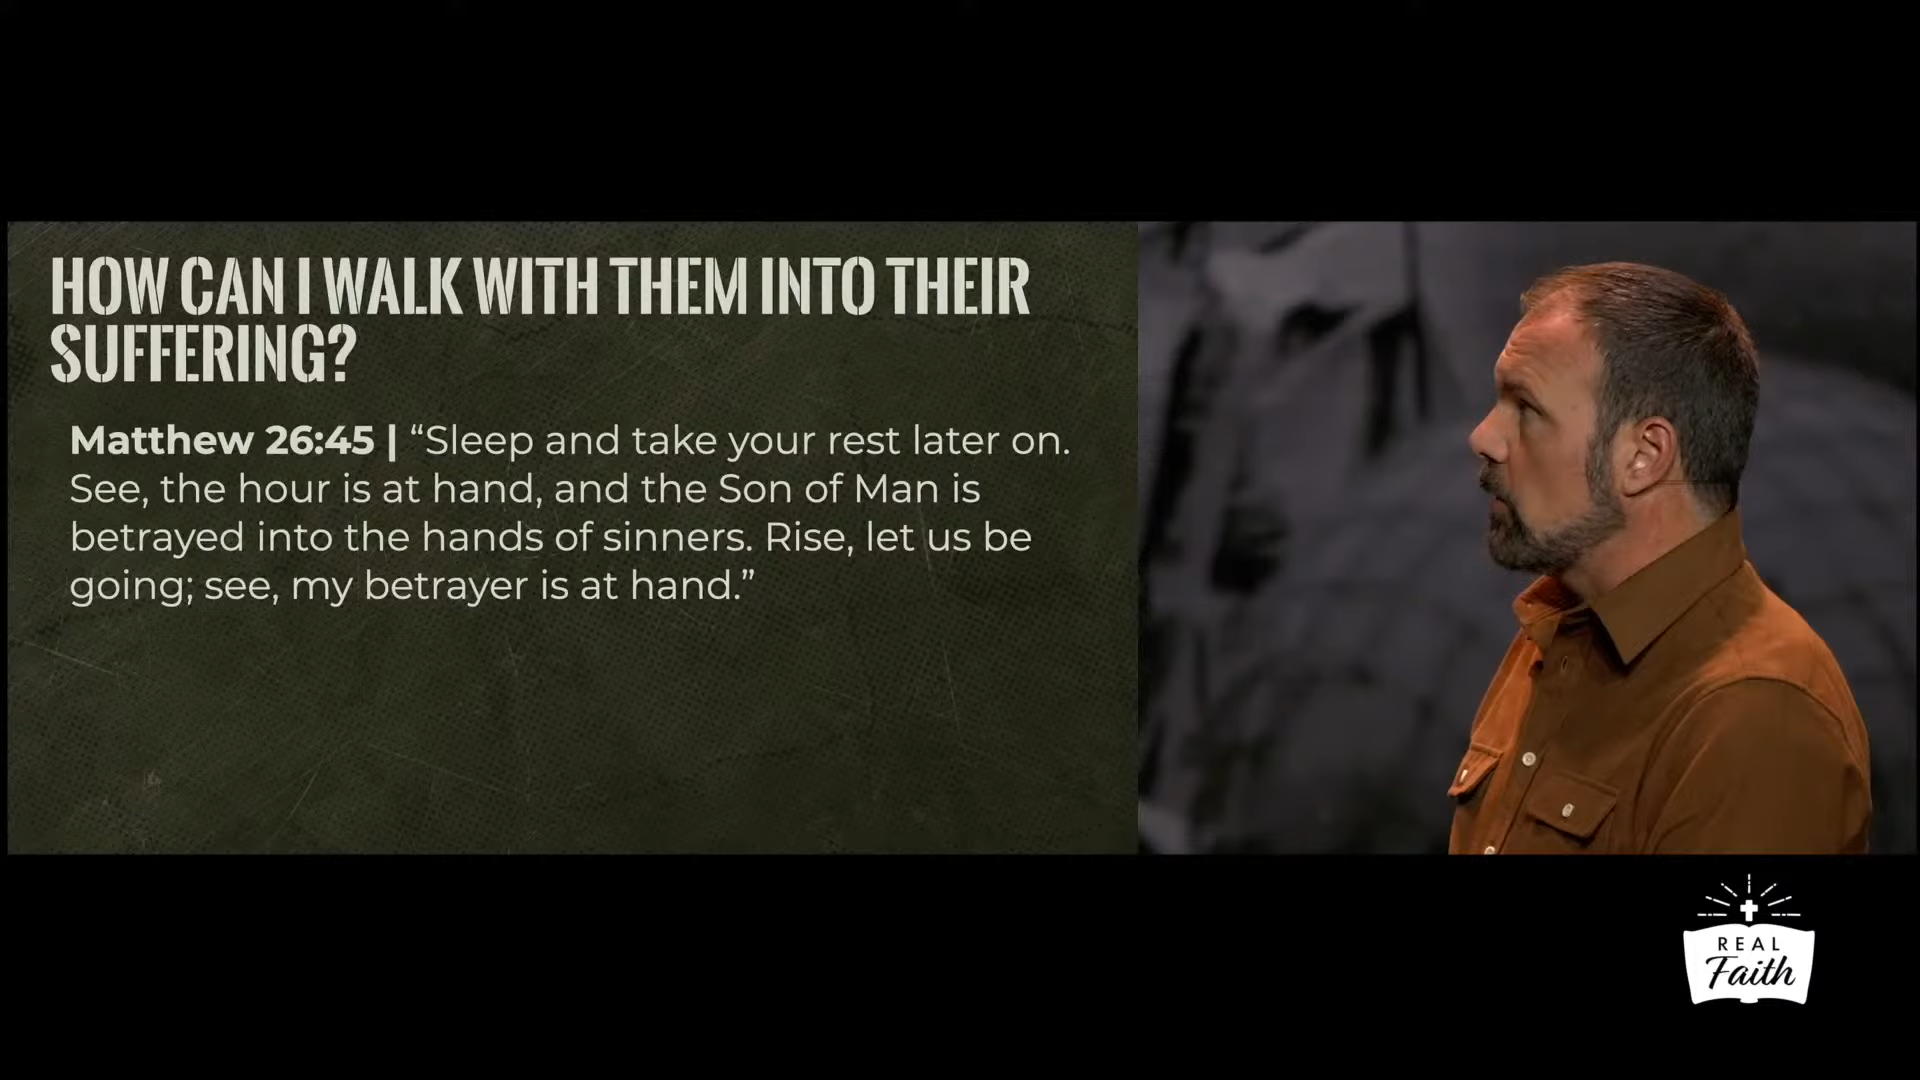 HOW CAN I WALK WITH THEM INTO THEIR
SUFFERING?
Matthew 26:45 | “Sleep and take your rest later on.
See, the hour is at hand, and the Son of Man is
betrayed into the hands of sinners. Rise, let us be
going; see, my betrayer is at hand.”
REAL
Faith